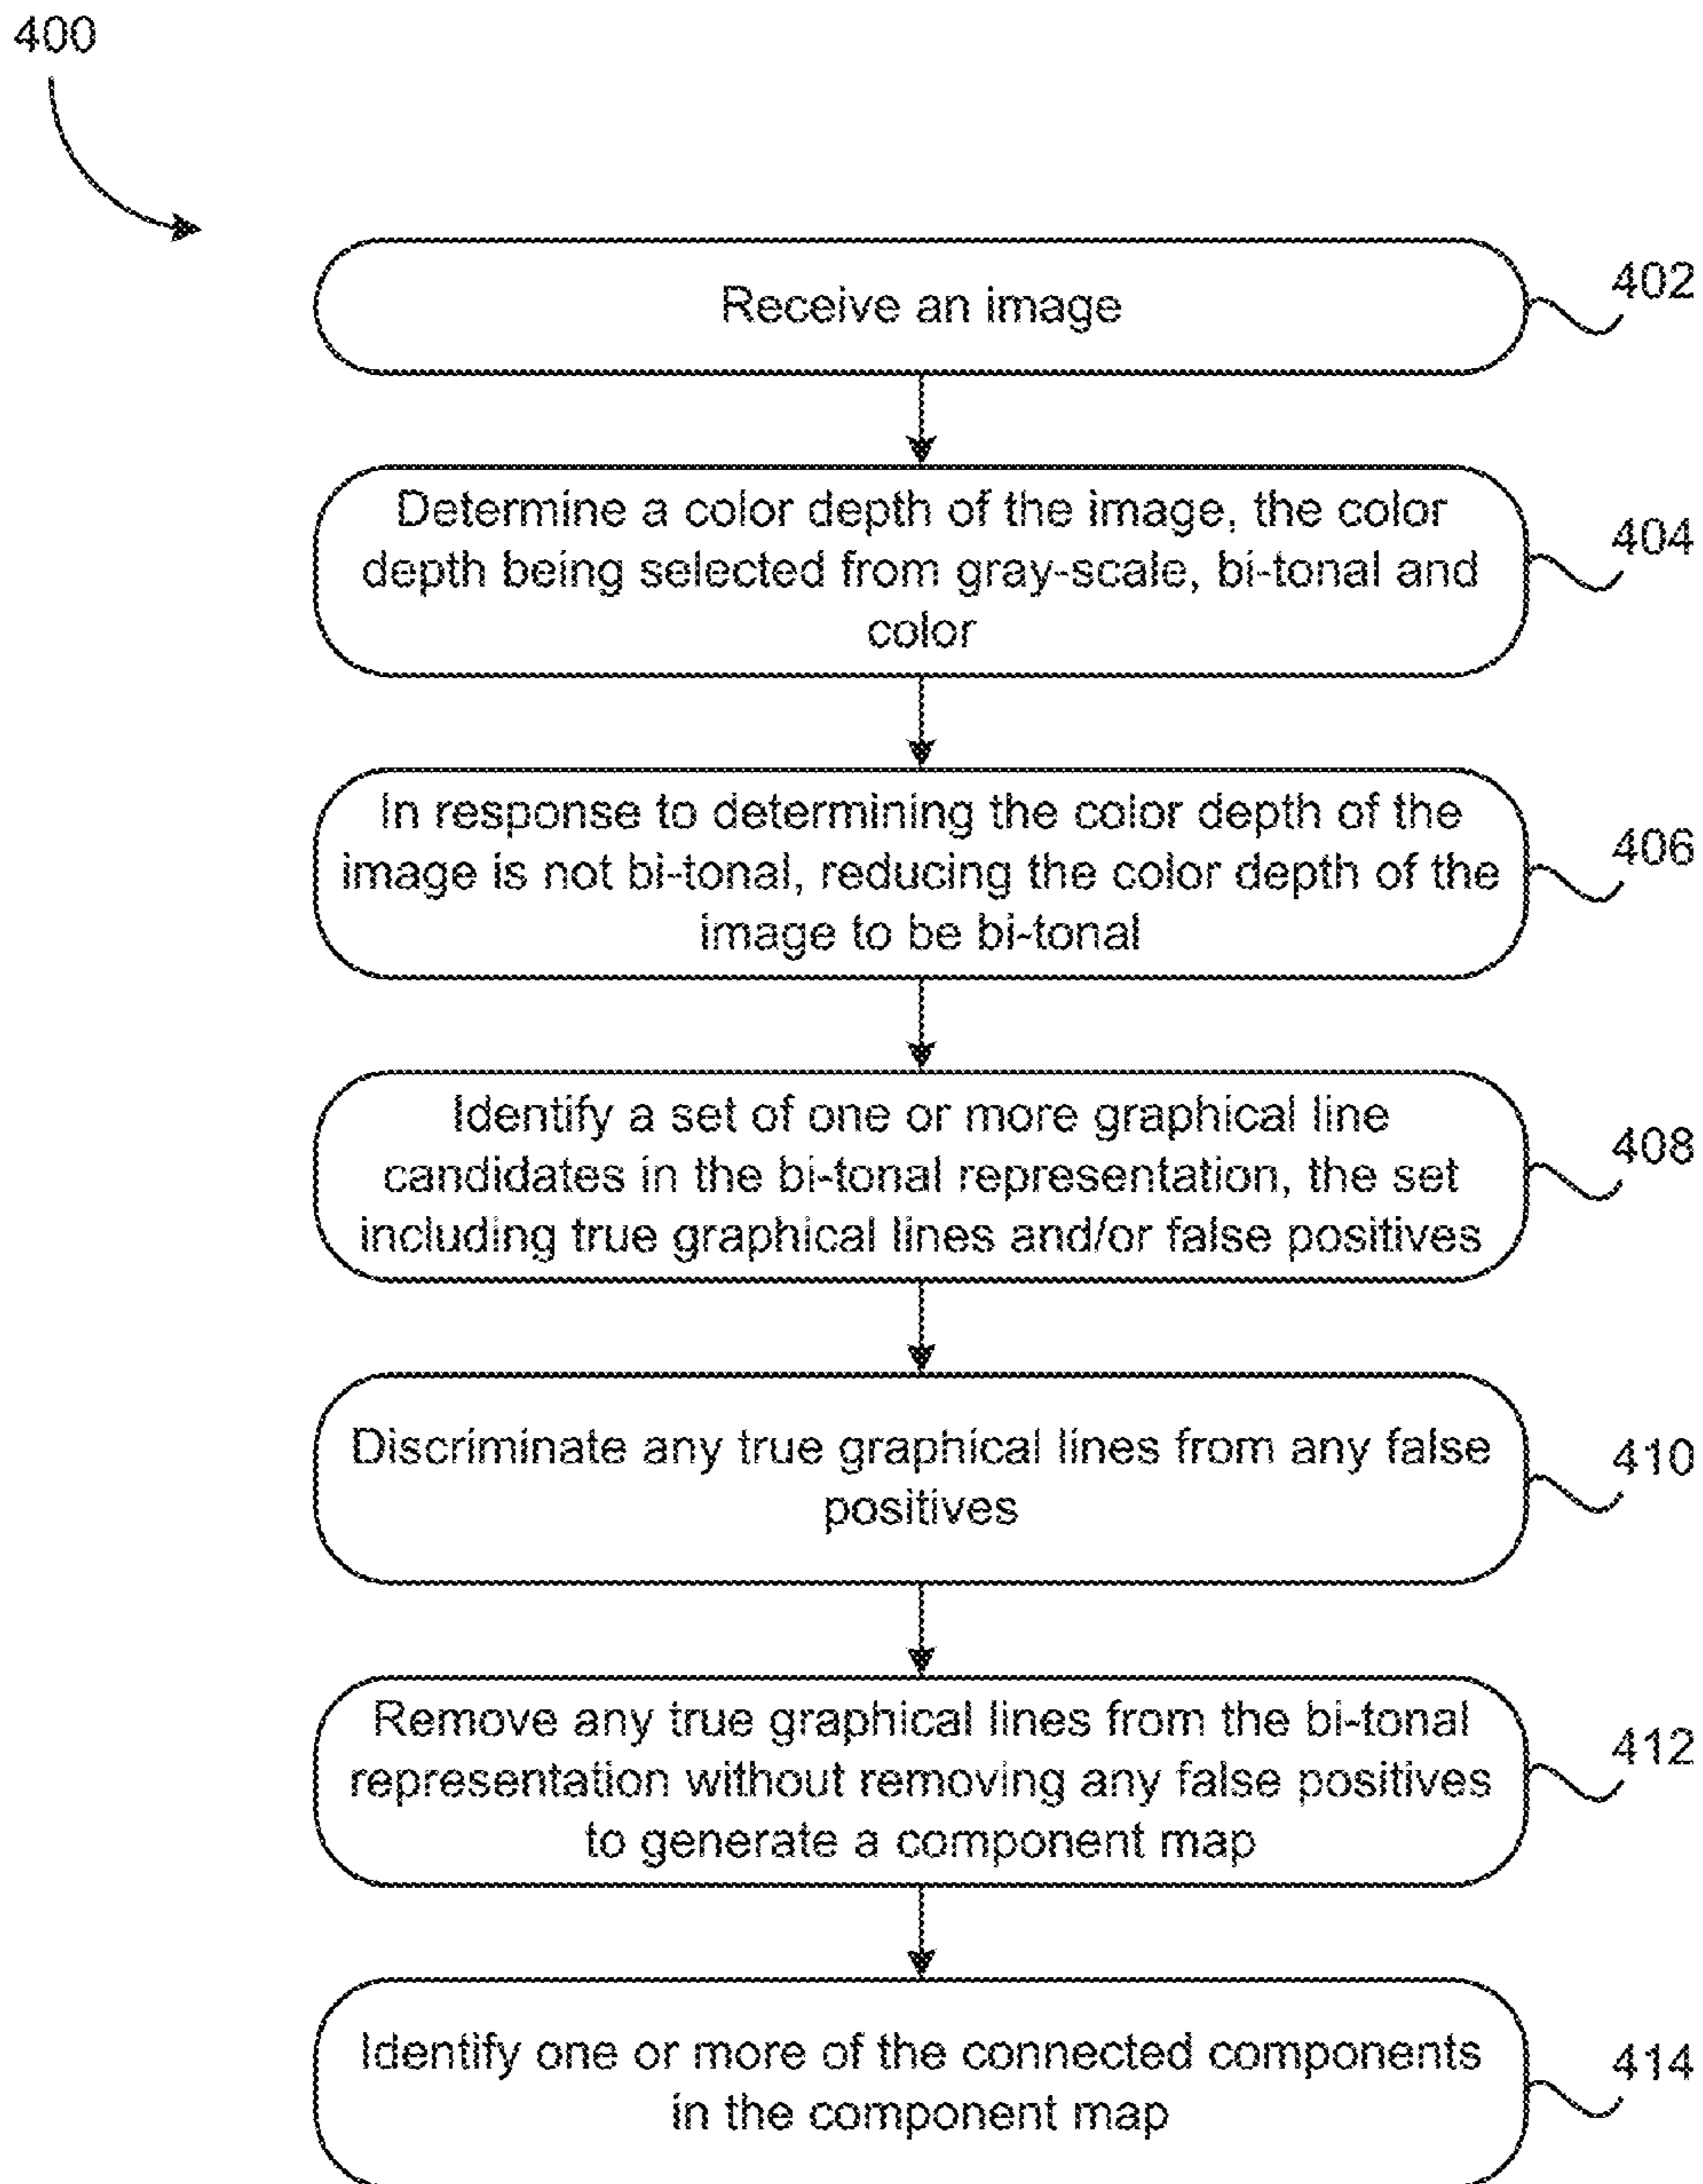 400
Receive an image
402
Determine a color depth of the image, the color
depth being selected from gray-scale, bi-tonal and
color
404
In response to determining the color depth of the
image is not bi-tonal, reducing the color depth of the
image to be bi-tonal
406
Identify a set of one or more graphical line
candidates in the bi-tonal representation, the set
including true graphical lines and/or false positives
408
Discriminate any true graphical lines from any false
positives
410
Remove any true graphical lines from the bi-tonal
representation without removing any false positives
to generate a component map
412
Identify one or more of the connected components
in the component map
414